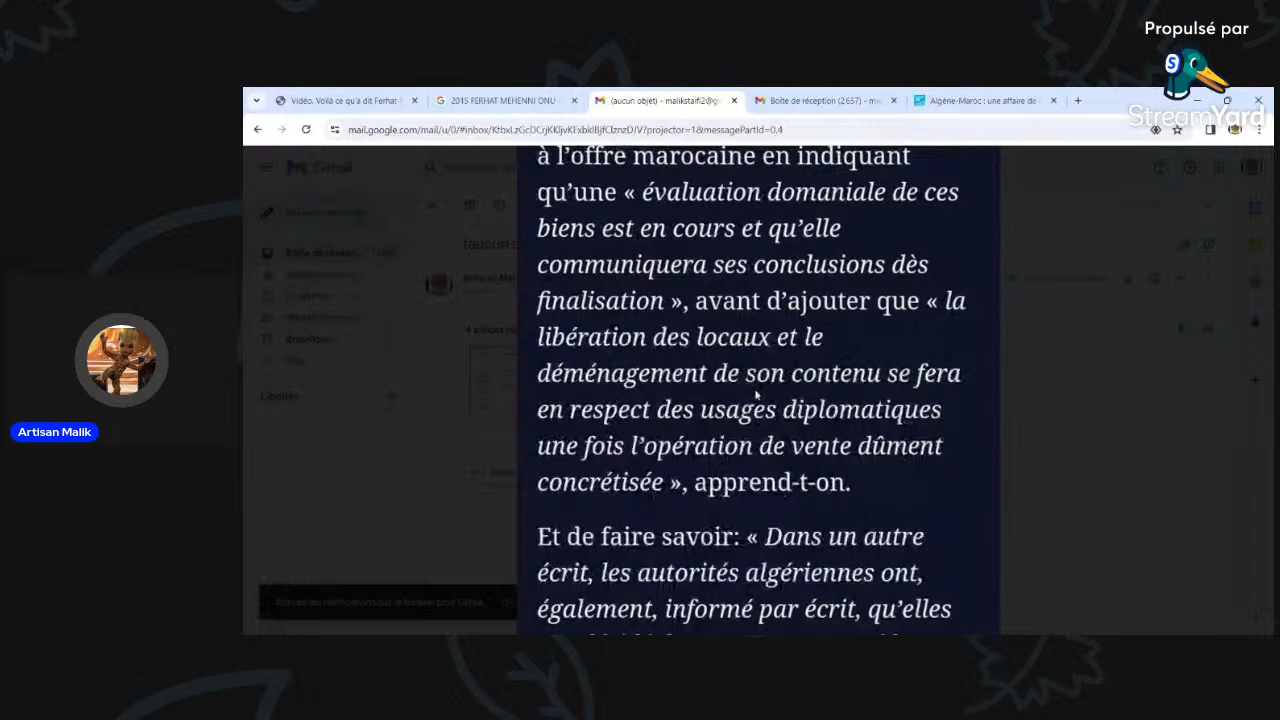 Propulsé par
StreamYard
Vidéo. Voilà ce qu'a dit Ferhat
2015 FERHAT MEHENNI ONU -
(aucun objet) - malikstaifi2@g
Boîte de réception (2 657) - m
Algérie-Maroc : une affaire de
mail.google.com/mail/u/0/#inbox/
?projector=1&messagePartId=0.4
Gmail
à l'offre marocaine en indiquant
qu'une « évaluation domaniale de ces
biens est en cours et qu'elle
communiquera ses conclusions dès
finalisation », avant d'ajouter que « la
libération des locaux et le
déménagement de son contenu se fera
en respect des usages diplomatiques
une fois l'opération de vente dûment
concrétisée », apprend-t-on.
Et de faire savoir: « Dans un autre
écrit, les autorités algériennes ont,
également, informé par écrit, qu'elles
Artisan Malik